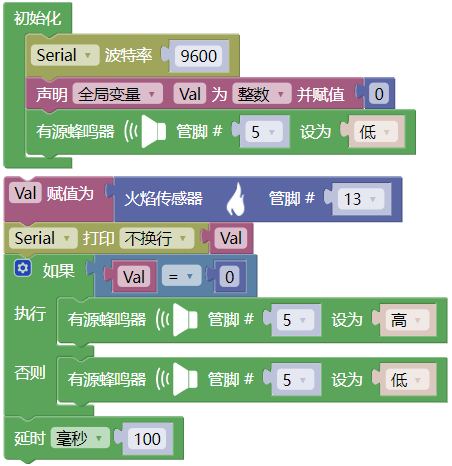 初始化
Serial 波特率 9600
声明 全局变量 Val 为 整数 并赋值 0
有源蜂鸣器 管脚 # 5 设为 低
Val 赋值为 火焰传感器 管脚 # 13
Serial 打印 不换行 Val
如果 Val = 0
执行 有源蜂鸣器 管脚 # 5 设为 高
否则 有源蜂鸣器 管脚 # 5 设为 低
延时 毫秒 100